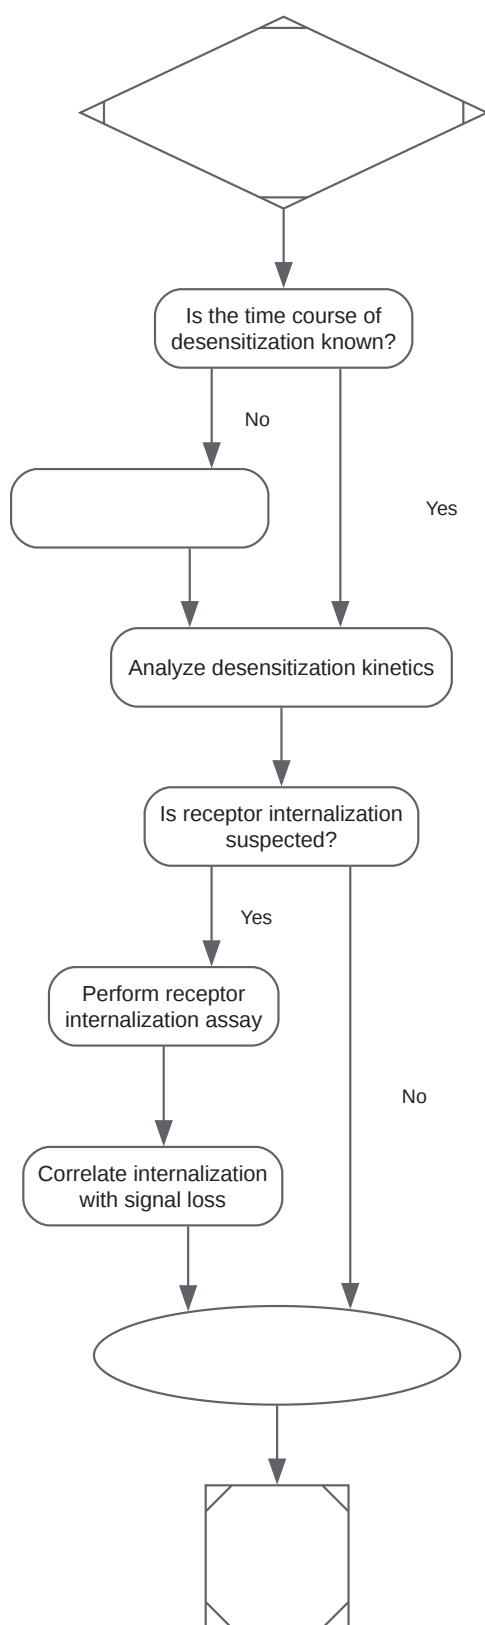 Is the time course of
desensitization known?
No
Yes
Analyze desensitization kinetics
Is receptor internalization
suspected?
Yes
Perform receptor
internalization assay
No
Correlate internalization
with signal loss